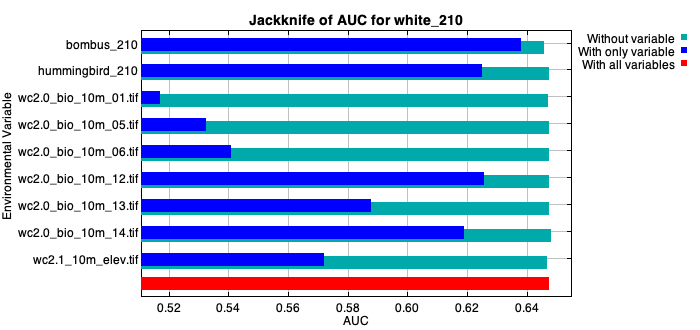 Jackknife of AUC for white_210
Without variable
With only variable
With all variables
Environmental Variable
bombus_210
hummingbird_210
wc2.0_bio_10m_01.tif
wc2.0_bio_10m_05.tif
wc2.0_bio_10m_06.tif
wc2.0_bio_10m_12.tif
wc2.0_bio_10m_13.tif
wc2.0_bio_10m_14.tif
wc2.1_10m_elev.tif
0.52 0.54 0.56 0.58 0.60 0.62 0.64
AUC